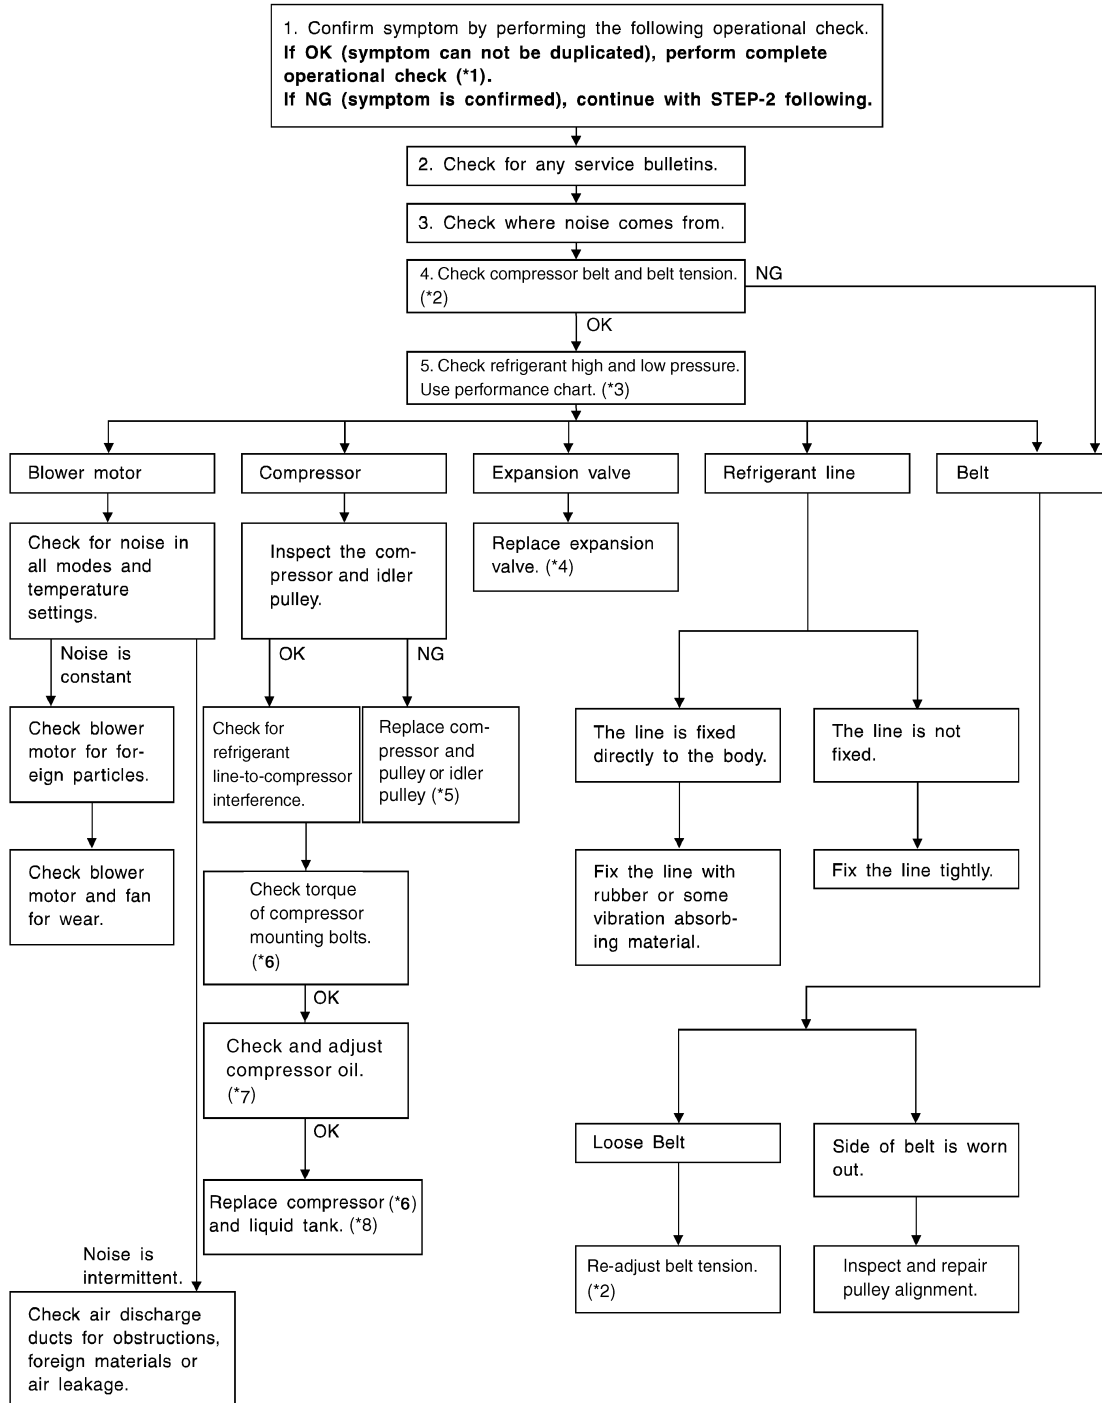 1. Confirm symptom by performing the following operational check.
If OK (symptom can not be duplicated), perform complete
operational check (*1).
If NG (symptom is confirmed), continue with STEP-2 following.
2. Check for any service bulletins.
3. Check where noise comes from.
4. Check compressor belt and belt tension.
(*2)
NG
OK
5. Check refrigerant high and low pressure.
Use performance chart. (*3)
Blower motor
Compressor
Expansion valve
Refrigerant line
Belt
Check for noise in
all modes and
temperature
settings.
Inspect the com-
pressor and idler
pulley.
Replace expansion
valve. (*4)
Noise is
constant
OK
NG
Check blower
motor for for-
eign particles.
Check for
refrigerant
line-to-compressor
interference.
Replace com-
pressor and
pulley or idler
pulley (*5)
The line is fixed
directly to the body.
The line is not
fixed.
Check blower
motor and fan
for wear.
Check torque
of compressor
mounting bolts.
(*6)
Fix the line with
rubber or some
vibration absorb-
ing material.
Fix the line tightly.
OK
Check and adjust
compressor oil.
(*7)
OK
Replace compressor (*6)
and liquid tank. (*8)
Loose Belt
Side of belt is worn
out.
Noise is
intermittent.
Re-adjust belt tension.
(*2)
Inspect and repair
pulley alignment.
Check air discharge
ducts for obstructions,
foreign materials or
air leakage.